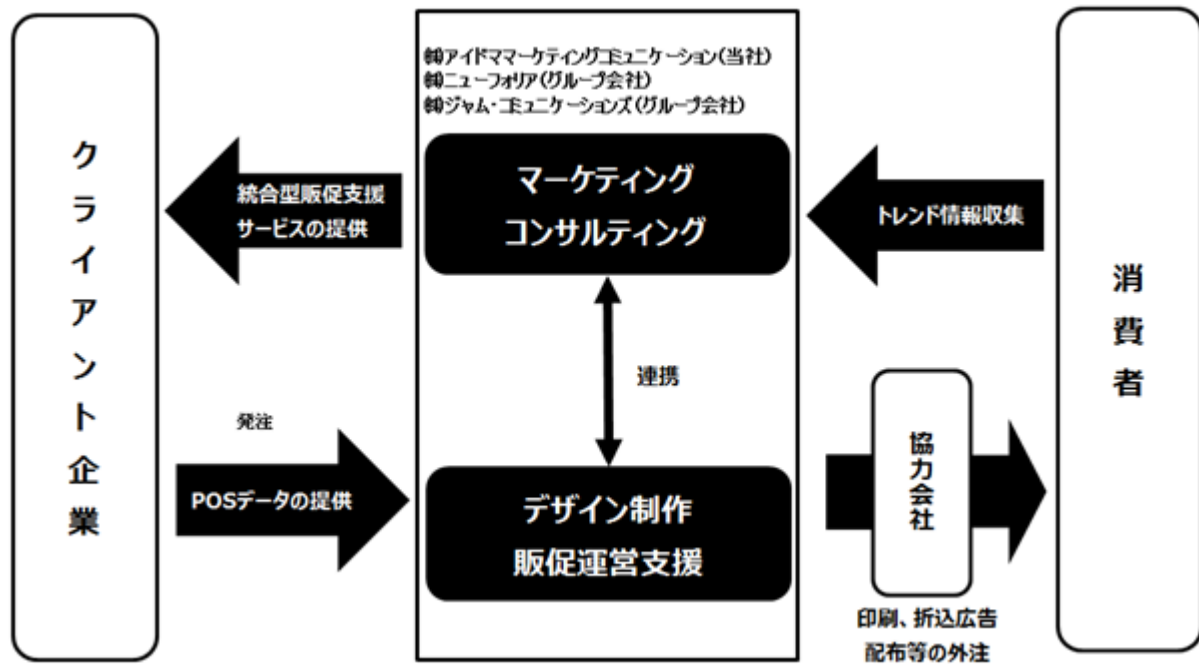 ㈱アイドママーケティングコミュニケーション(当社)
㈱ニューフォリア(グループ会社)
㈱ジャム・コミュニケーションズ(グループ会社)
クライアント企業
統合型販促支援
サービスの提供
マーケティング
コンサルティング
トレンド情報収集
消費者
連携
発注
POSデータの提供
デザイン制作
販促運営支援
協力会社
印刷、折込広告
配布等の外注